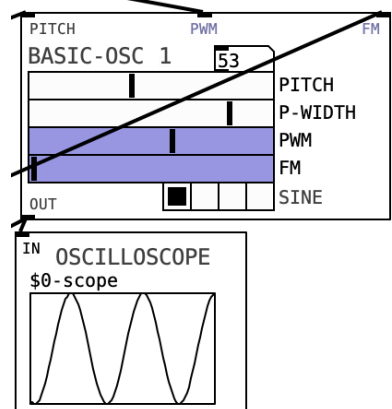 PITCH PWM FM
BASIC-OSC 1 53
PITCH
P-WIDTH
PWM
FM
SINE
OUT
IN
OSCILLOSCOPE
$0-scope